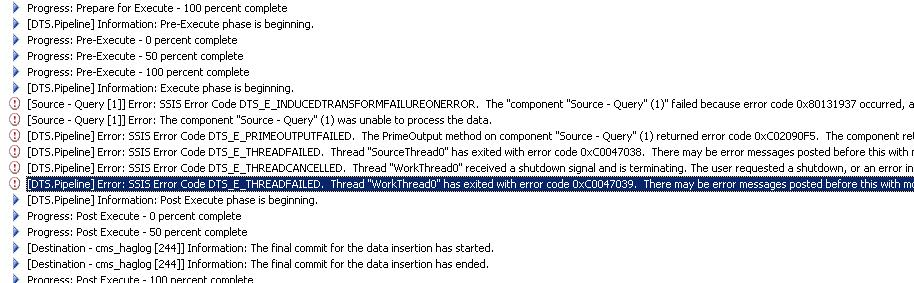 Progress: Prepare for Execute - 100 percent complete
[DTS.Pipeline] Information: Pre-Execute phase is beginning.
Progress: Pre-Execute - 0 percent complete
Progress: Pre-Execute - 50 percent complete
Progress: Pre-Execute - 100 percent complete
[DTS.Pipeline] Information: Execute phase is beginning.
[Source - Query [1]] Error: SSIS Error Code DTS_E_INDUCEDTRANSFORMFAILUREONERROR. The "component "Source - Query" (1)" failed because error code 0x80131937 occurred, a
[Source - Query [1]] Error: The component "Source - Query" (1) was unable to process the data.
[DTS.Pipeline] Error: SSIS Error Code DTS_E_PRIMEOUTPUTFAILED. The PrimeOutput method on component "Source - Query" (1) returned error code 0xC02090F5. The component ret
[DTS.Pipeline] Error: SSIS Error Code DTS_E_THREADFAILED. Thread "SourceThread0" has exited with error code 0xC0047038. There may be error messages posted before this with
[DTS.Pipeline] Error: SSIS Error Code DTS_E_THREADCANCELLED. Thread "WorkThread0" received a shutdown signal and is terminating. The user requested a shutdown, or an error in
[DTS.Pipeline] Error: SSIS Error Code DTS_E_THREADFAILED. Thread "WorkThread0" has exited with error code 0xC0047039. There may be error messages posted before this with mo
[DTS.Pipeline] Information: Post Execute phase is beginning.
Progress: Post Execute - 0 percent complete
Progress: Post Execute - 50 percent complete
[Destination - cms_haglog [244]] Information: The final commit for the data insertion has started.
[Destination - cms_haglog [244]] Information: The final commit for the data insertion has ended.
Progress: Post Execute - 100 percent complete